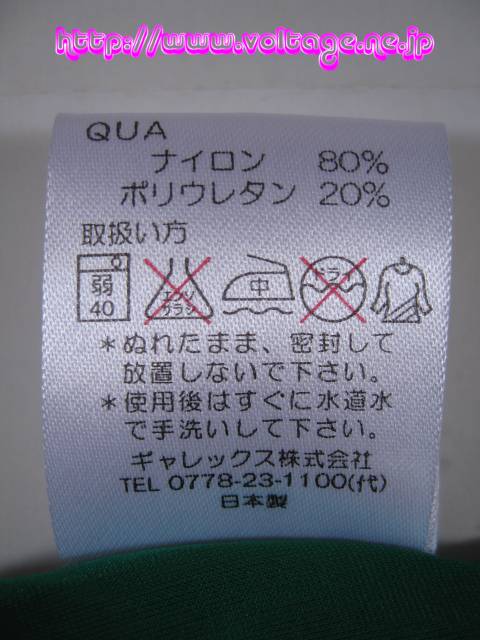 http://www.voltage.ne.jp
QUA
ナイロン 80%
ポリウレタン 20%
取扱い方
弱 40 エンソ サラシ 中 ドライ
*ぬれたまま、密封して
放置しないで下さい。
*使用後はすぐに水道水
で手洗いして下さい。
ギャレックス株式会社
TEL 0778-23-1100(代)
日本製